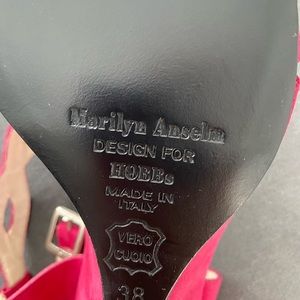 Marilyn Anselm
DESIGN FOR
HOBBs
MADE IN
ITALY
VERO
CUOIO
38